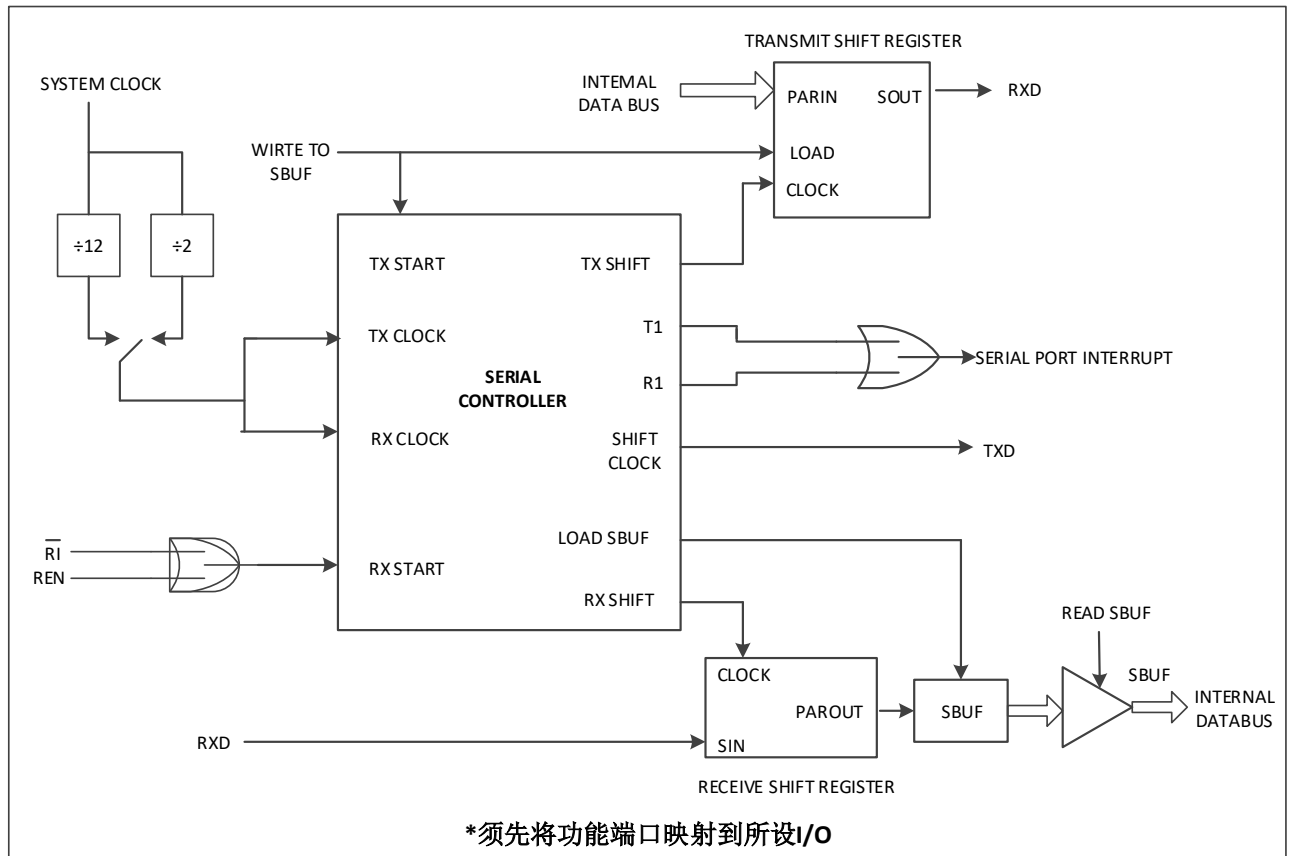 TRANSMIT SHIFT REGISTER
SYSTEM CLOCK
INTEMAL
DATA BUS
PARIN
SOUT
RXD
WIRTE TO
SBUF
LOAD
CLOCK
÷12
÷2
TX START
TX SHIFT
T1
TX CLOCK
SERIAL PORT INTERRUPT
SERIAL
CONTROLLER
R1
RX CLOCK
SHIFT
CLOCK
TXD
LOAD SBUF
R̅I̅
REN
RX START
RX SHIFT
READ SBUF
CLOCK
SBUF
PAROUT
SBUF
INTERNAL
DATABUS
RXD
SIN
RECEIVE SHIFT REGISTER
*须先将功能端口映射到所设I/O